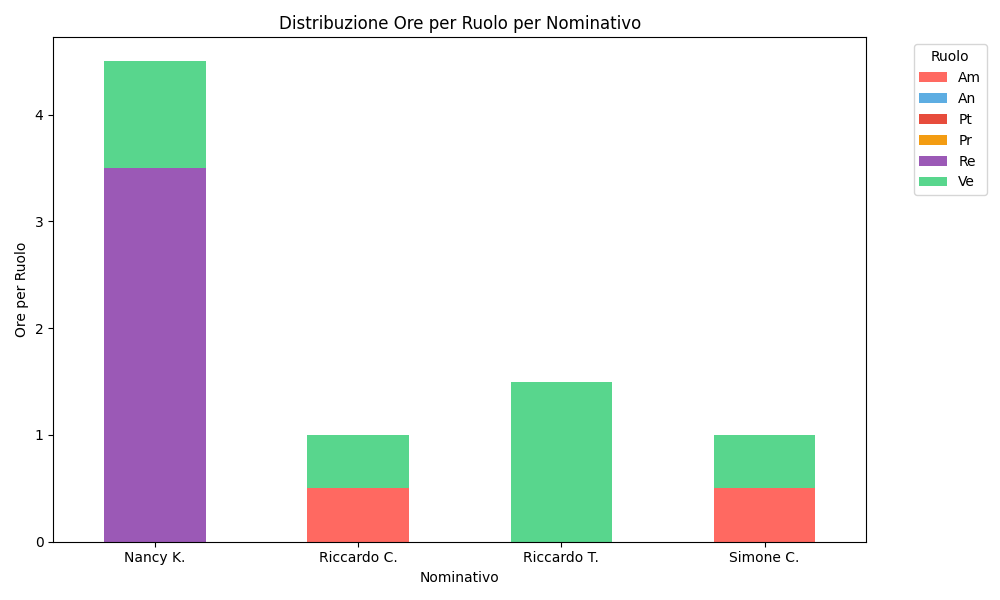 Distribuzione Ore per Ruolo per Nominativo
Ruolo
Am
An
Pt
Pr
Re
Ve
Ore per Ruolo
4
3
2
1
0
Nancy K.
Riccardo C.
Riccardo T.
Simone C.
Nominativo